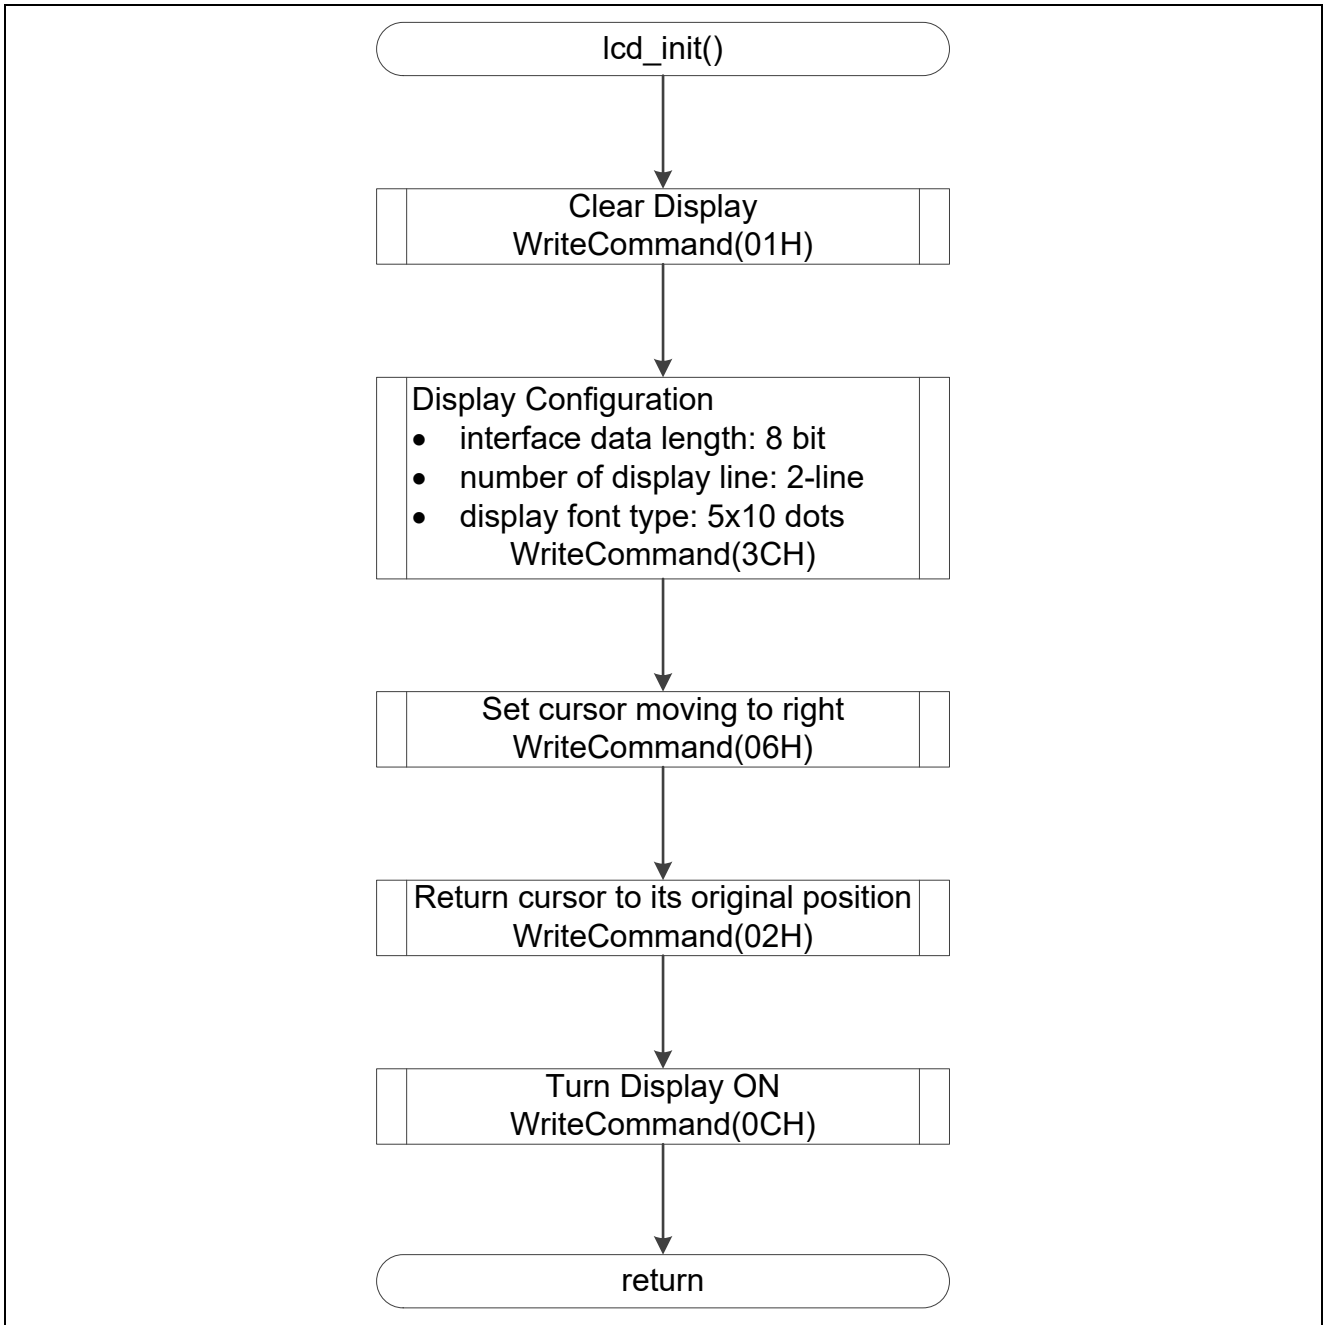 lcd_init()
Clear Display
WriteCommand(01H)
Display Configuration
• interface data length: 8 bit
• number of display line: 2-line
• display font type: 5x10 dots
WriteCommand(3CH)
Set cursor moving to right
WriteCommand(06H)
Return cursor to its original position
WriteCommand(02H)
Turn Display ON
WriteCommand(0CH)
return